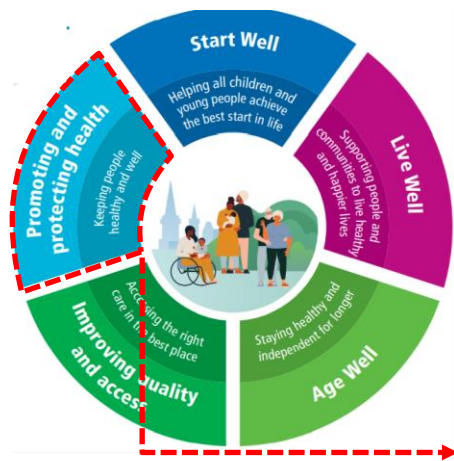 Start Well
Helping all children and
young people achieve
the best start in life
Live Well
Supporting people and
communities to live healthy
and happier lives
Age Well
Staying healthy and
independent for longer
Improving quality
and access
Accessing the right
care in the best place
Promoting and
protecting health
Keeping people
healthy and well